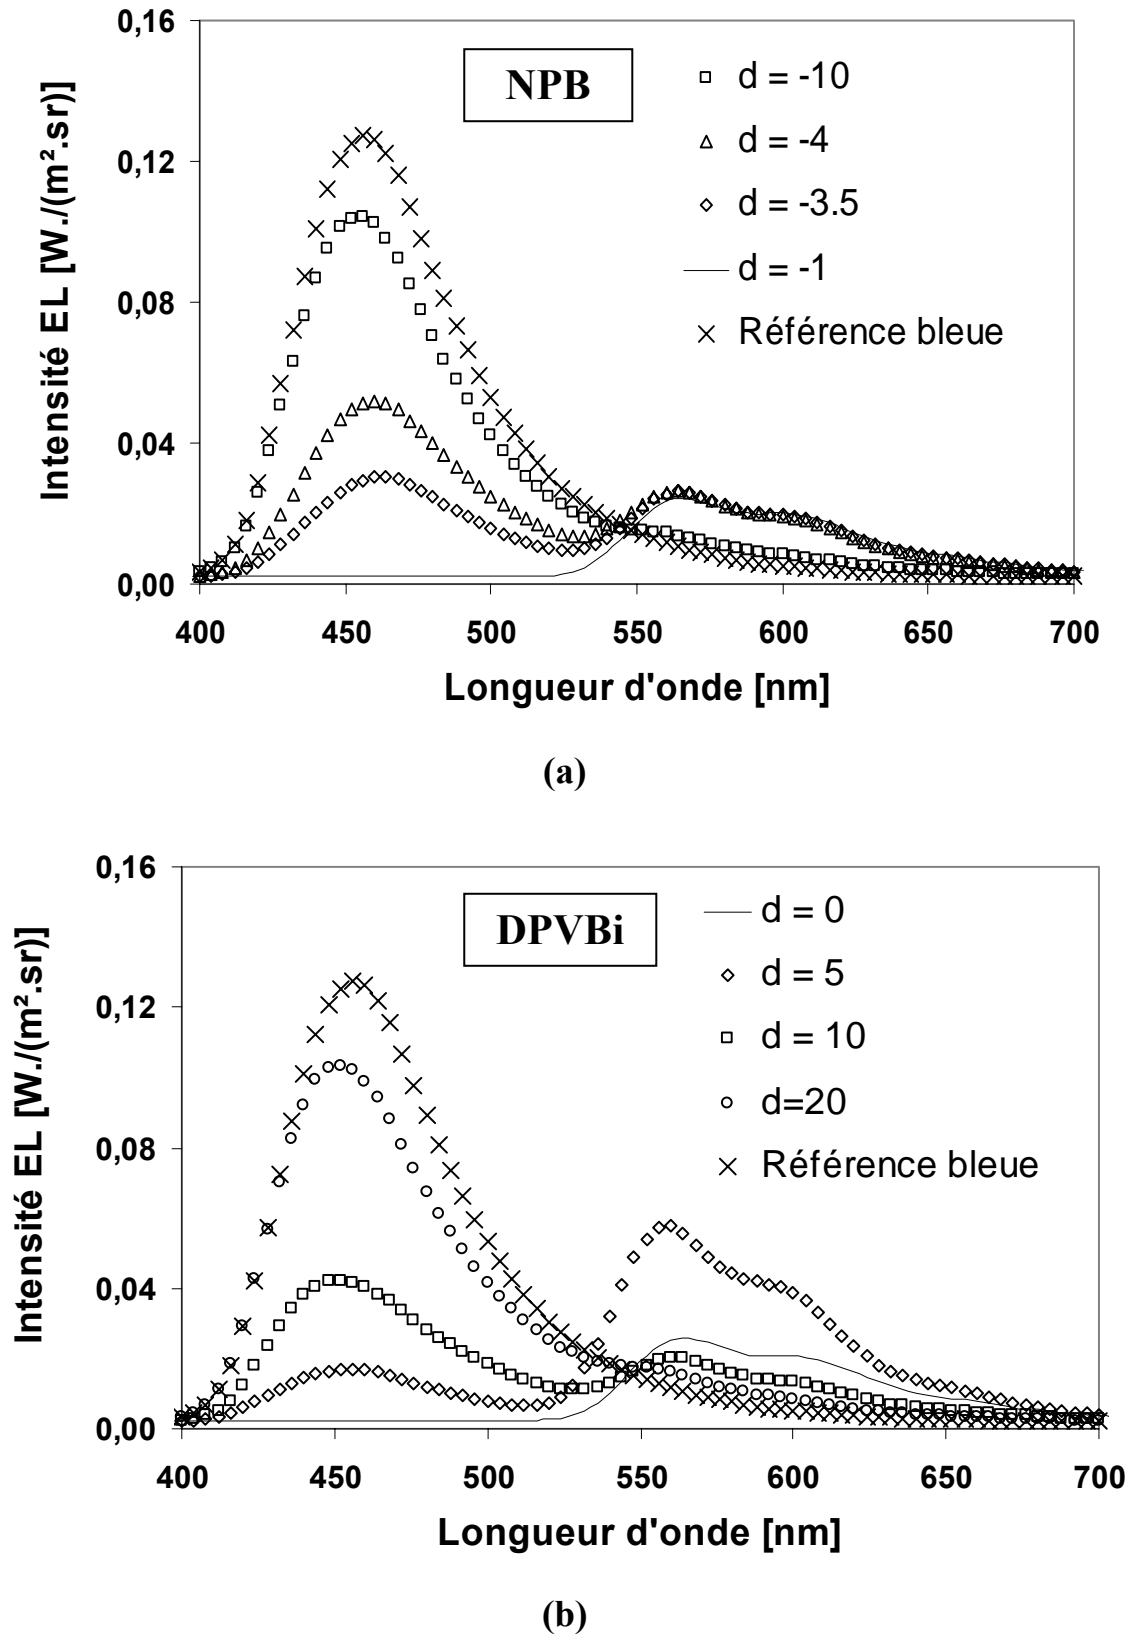 0,16
0,12
0,08
0,04
0,00
Intensité EL [W./(m².sr)]
NPB
d = -10
d = -4
d = -3.5
d = -1
Référence bleue
400 450 500 550 600 650 700
Longueur d'onde [nm]
(a)
0,16
0,12
0,08
0,04
0,00
Intensité EL [W./(m².sr)]
DPVBi
d = 0
d = 5
d = 10
d=20
Référence bleue
400 450 500 550 600 650 700
Longueur d'onde [nm]
(b)